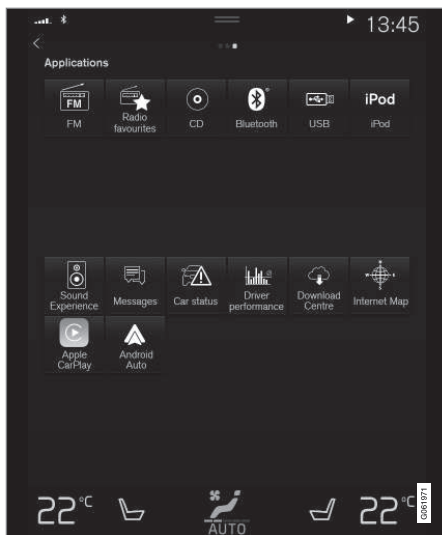 13:45
Applications
FM
FM
Radio
favourites
CD
Bluetooth
USB
iPod
iPod
Sound
Experience
Messages
Car status
Driver
performance
Download
Centre
Internet Map
Apple
CarPlay
Android
Auto
22°C
AUTO
22°C
G061971